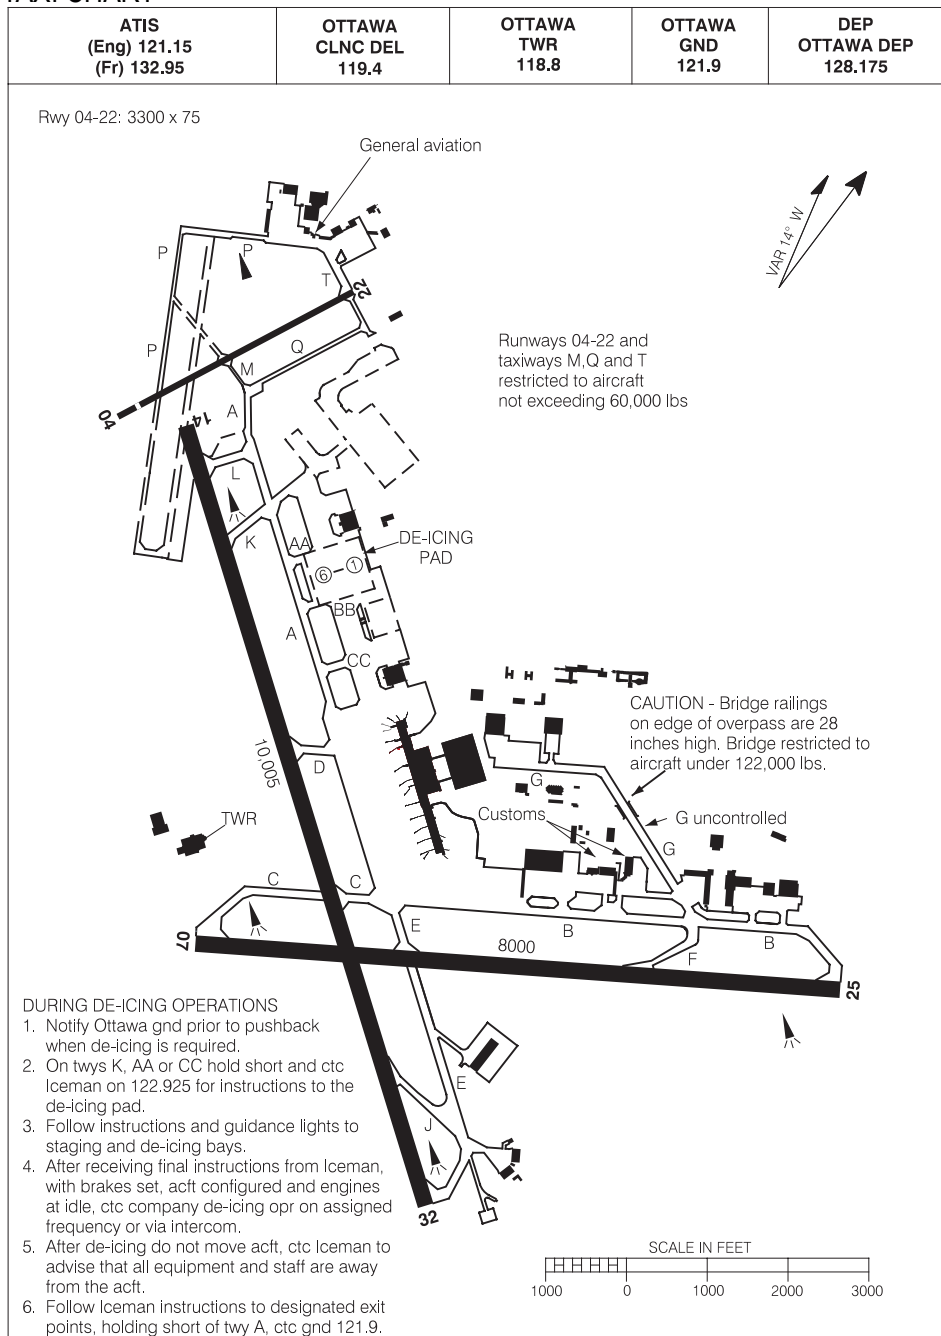 ATIS
(Eng) 121.15
(Fr) 132.95
OTTAWA
CLNC DEL
119.4
OTTAWA
TWR
118.8
OTTAWA
GND
121.9
DEP
OTTAWA DEP
128.175
Rwy 04-22: 3300 x 75
General aviation
VAR 14° W
P
P
T
22
P
Q
M
04
14
A
Runways 04-22 and
taxiways M,Q and T
restricted to aircraft
not exceeding 60,000 lbs
L
K
AA
DE-ICING
PAD
6
1
BB
A
CC
10,005
D
CAUTION - Bridge railings
on edge of overpass are 28
inches high. Bridge restricted to
aircraft under 122,000 lbs.
G
Customs
G uncontrolled
G
TWR
C
C
E
B
B
07
8000
F
25
E
J
32
DURING DE-ICING OPERATIONS
1. Notify Ottawa gnd prior to pushback
when de-icing is required.
2. On twys K, AA or CC hold short and ctc
Iceman on 122.925 for instructions to the
de-icing pad.
3. Follow instructions and guidance lights to
staging and de-icing bays.
4. After receiving final instructions from Iceman,
with brakes set, acft configured and engines
at idle, ctc company de-icing opr on assigned
frequency or via intercom.
5. After de-icing do not move acft, ctc Iceman to
advise that all equipment and staff are away
from the acft.
6. Follow Iceman instructions to designated exit
points, holding short of twy A, ctc gnd 121.9.
SCALE IN FEET
1000 0 1000 2000 3000